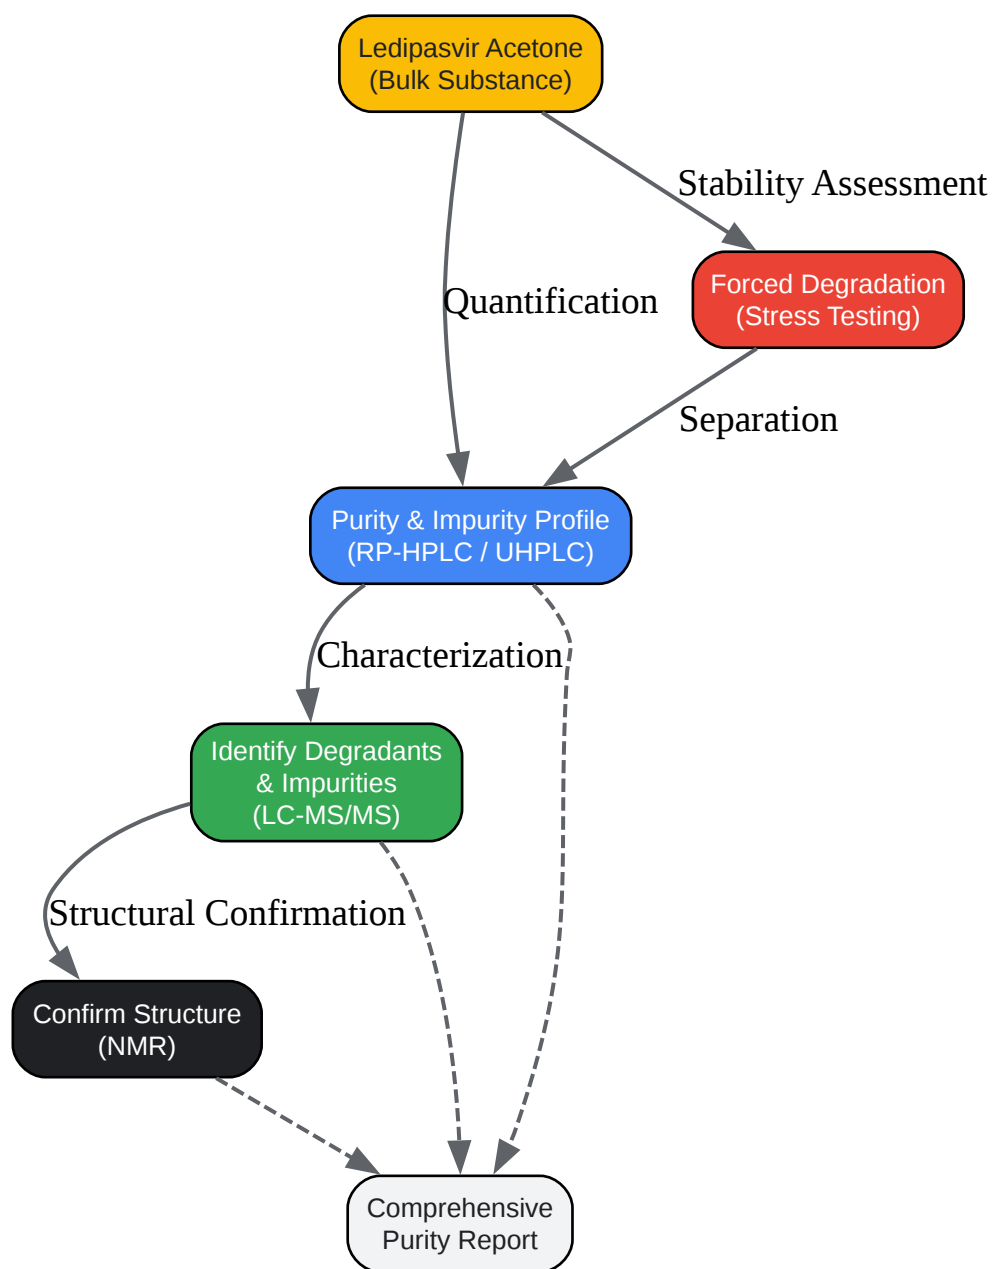 Ledipasvir Acetone
(Bulk Substance)
Stability Assessment
Forced Degradation
(Stress Testing)
Quantification
Separation
Purity & Impurity Profile
(RP-HPLC / UHPLC)
Characterization
Identify Degradants
& Impurities
(LC-MS/MS)
Structural Confirmation
Confirm Structure
(NMR)
Comprehensive
Purity Report